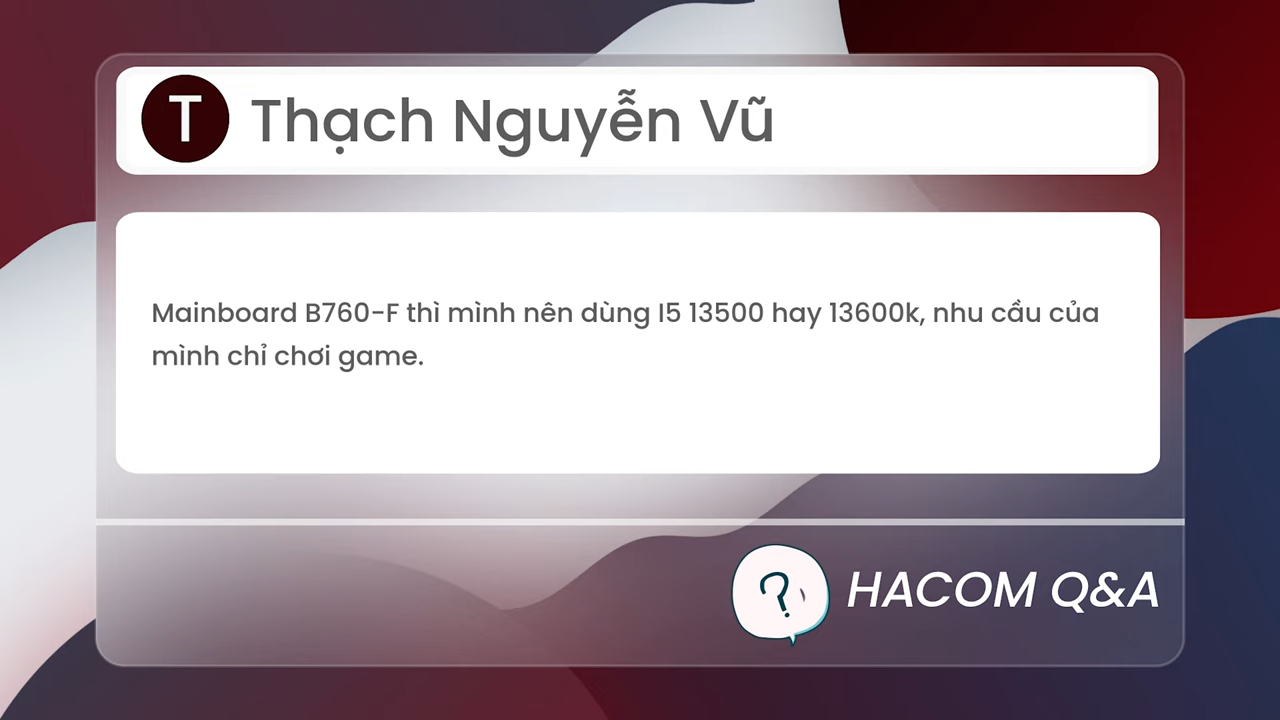 T
Thạch Nguyễn Vũ
Mainboard B760-F thì mình nên dùng I5 13500 hay 13600k, nhu cầu của
mình chỉ chơi game.
?
HACOM Q&A